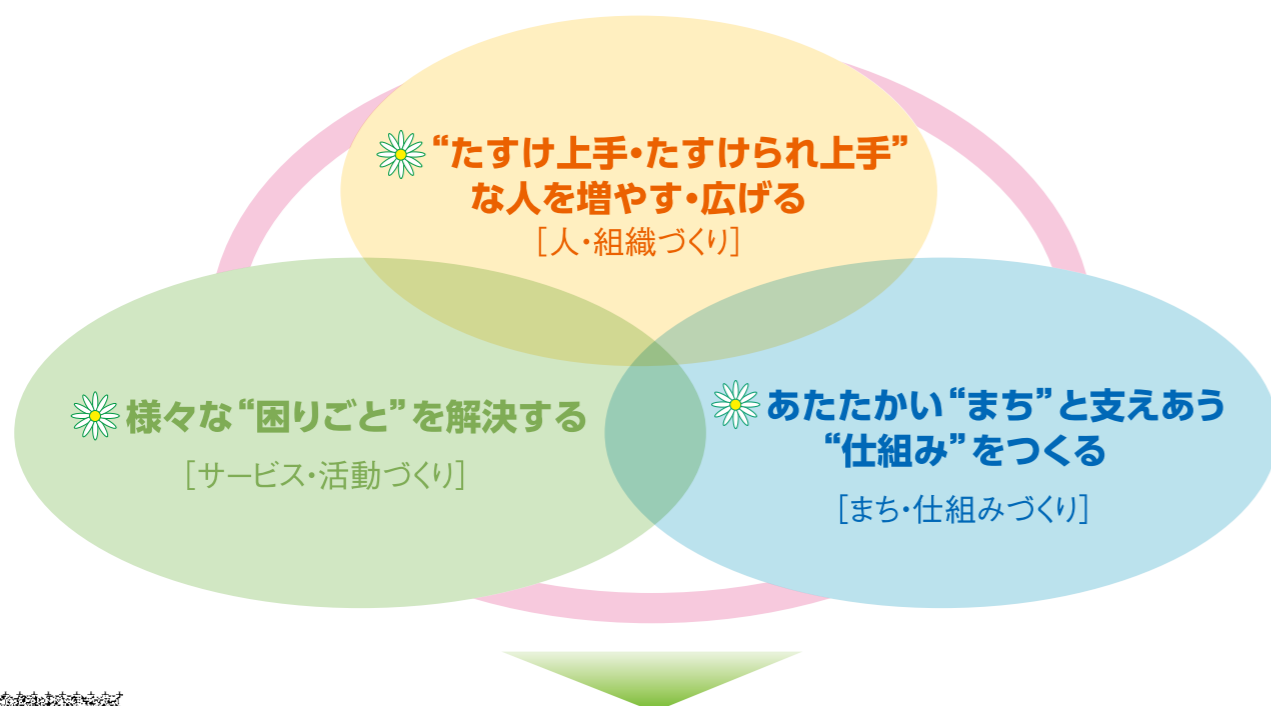 “たすけ上手・たすけられ上手”
な人を増やす・広げる
[人・組織づくり]
様々な“困りごと”を解決する
[サービス・活動づくり]
あたたかい“まち”と支えあう
“仕組み”をつくる
[まち・仕組みづくり]